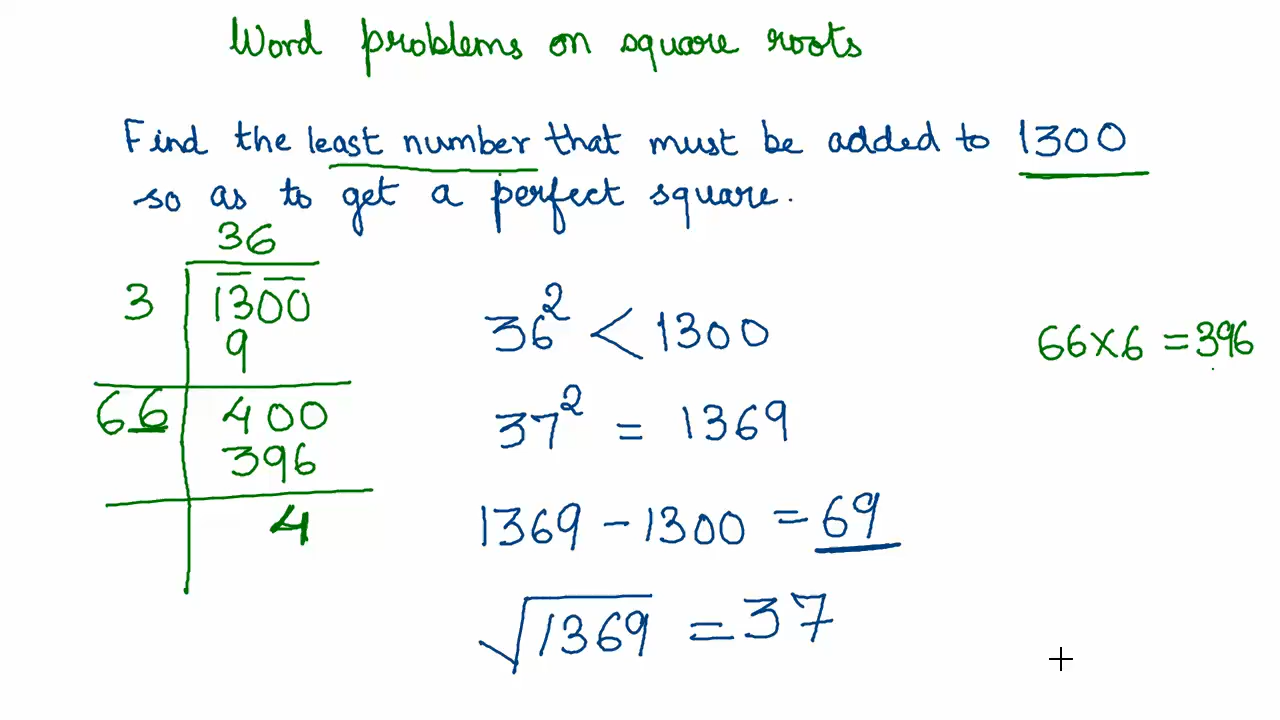 Word problems on square roots
Find the least number that must be added to 1300
so as to get a perfect square.
36
3 1300
9
66 400
396
4
36² < 1300
37² = 1369
1369 - 1300 = 69
√1369 = 37
66×6 = 396